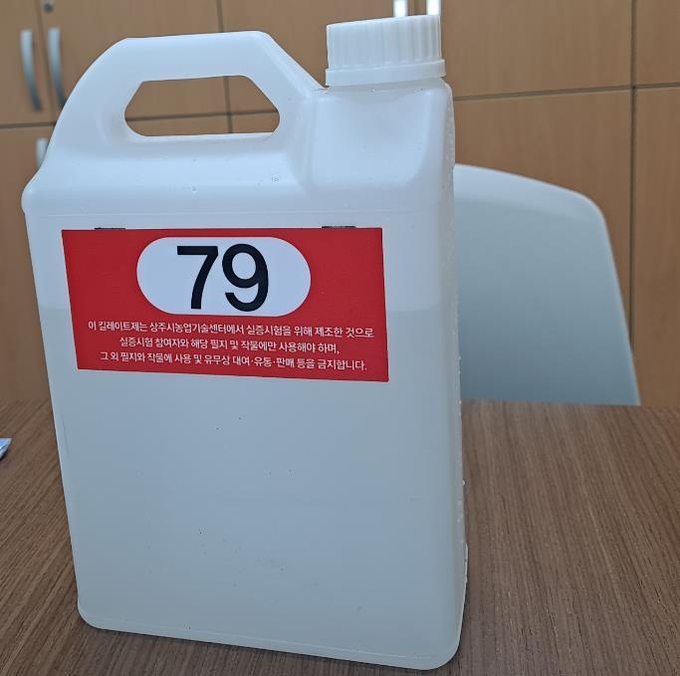 79
이 킬레이트제는 상주시농업기술센터에서 실증시험을 위해 제조한 것으로
실증시험 참여자와 해당 필지 및 작물에만 사용해야 하며,
그 외 필지와 작물에 사용 및 유무상 대여·유통·판매 등을 금지합니다.